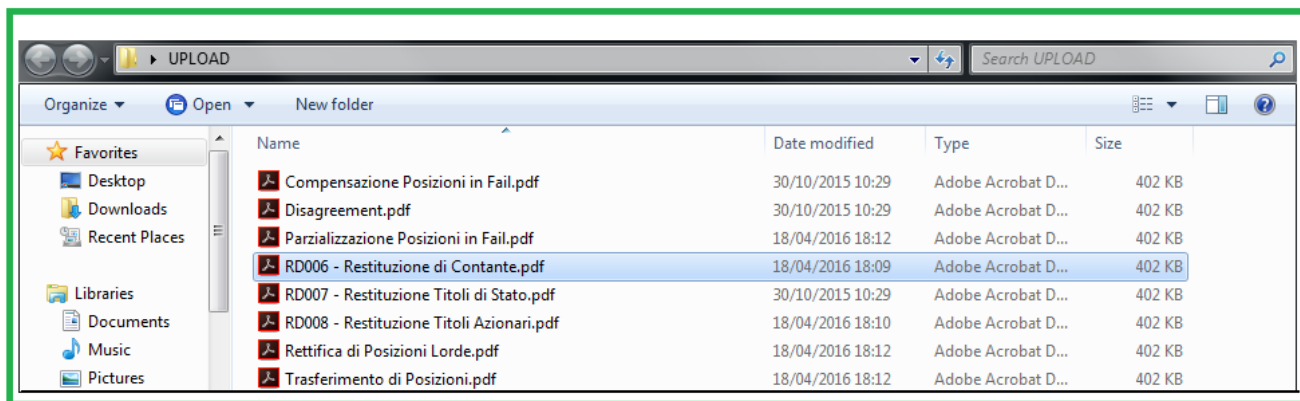 UPLOAD Search UPLOAD
Organize Open New folder
Favorites
Desktop
Downloads
Recent Places
Libraries
Documents
Music
Pictures
Name Date modified Type Size
Compensazione Posizioni in Fail.pdf 30/10/2015 10:29 Adobe Acrobat D... 402 KB
Disagreement.pdf 30/10/2015 10:29 Adobe Acrobat D... 402 KB
Parzializzazione Posizioni in Fail.pdf 18/04/2016 18:12 Adobe Acrobat D... 402 KB
RD006 - Restituzione di Contante.pdf 18/04/2016 18:09 Adobe Acrobat D... 402 KB
RD007 - Restituzione Titoli di Stato.pdf 30/10/2015 10:29 Adobe Acrobat D... 402 KB
RD008 - Restituzione Titoli Azionari.pdf 18/04/2016 18:10 Adobe Acrobat D... 402 KB
Rettifica di Posizioni Lorde.pdf 18/04/2016 18:12 Adobe Acrobat D... 402 KB
Trasferimento di Posizioni.pdf 18/04/2016 18:12 Adobe Acrobat D... 402 KB